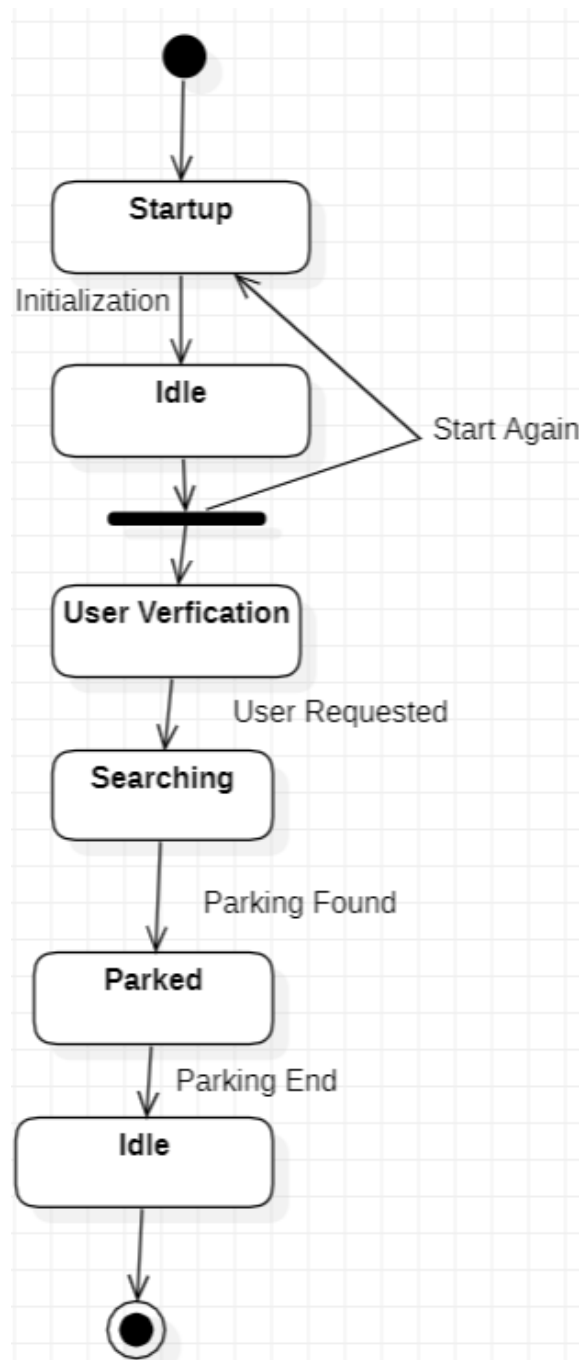 Startup
Initialization
Idle
Start Again
User Verfication
User Requested
Searching
Parking Found
Parked
Parking End
Idle